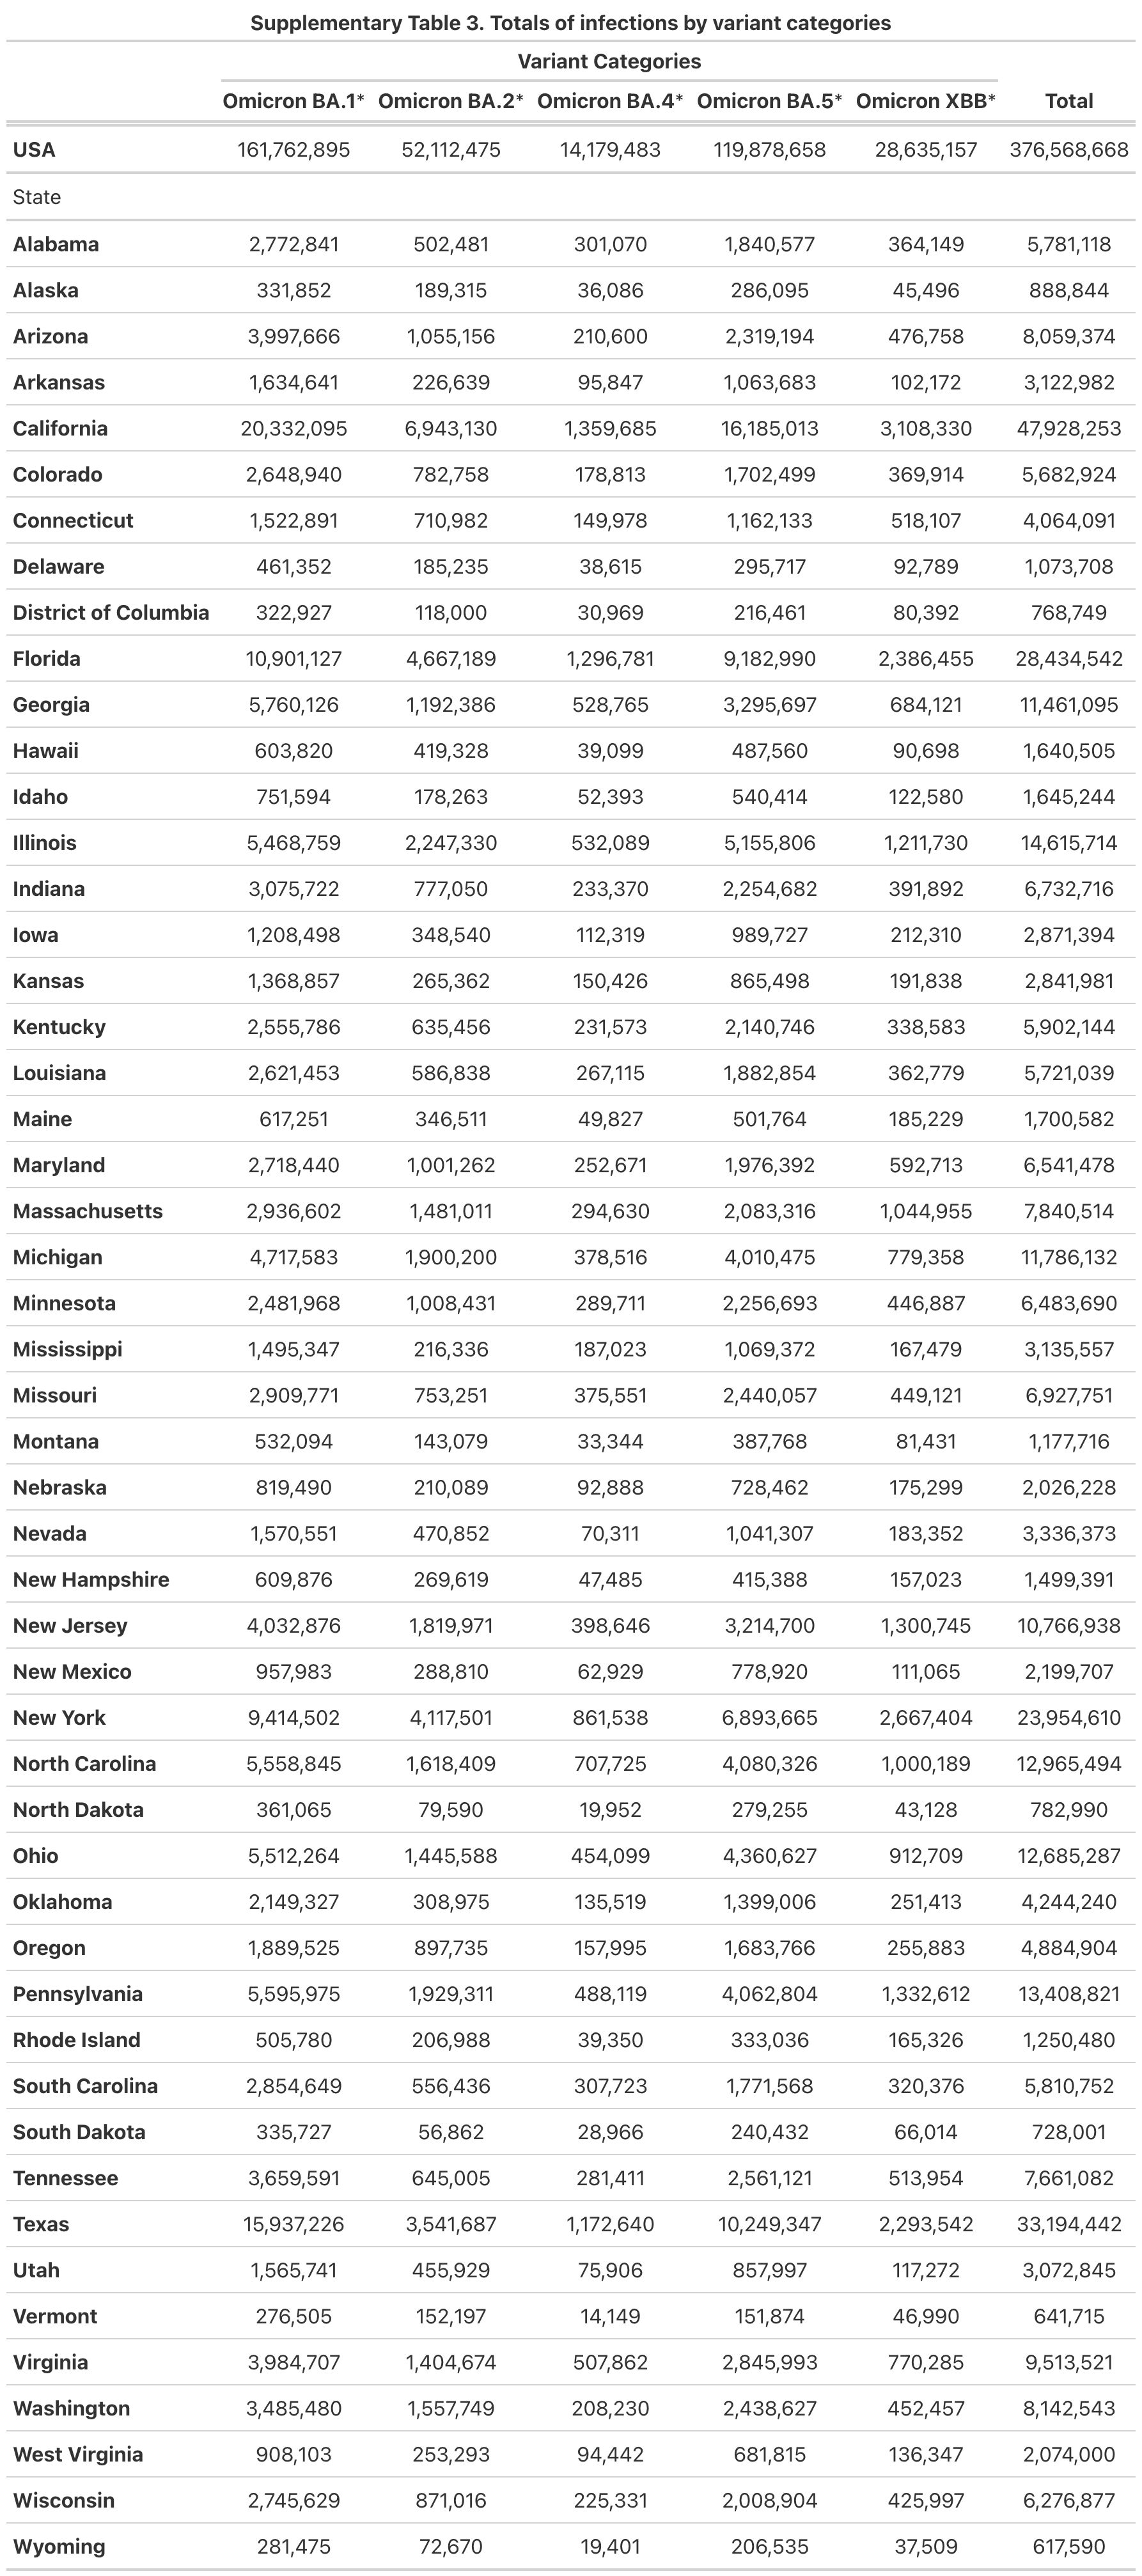 Supplementary Table 3. Totals of infections by variant categories
Variant Categories
Omicron BA.1* Omicron BA.2* Omicron BA.4* Omicron BA.5* Omicron XBB* Total
USA 161,762,895 52,112,475 14,179,483 119,878,658 28,635,157 376,568,668
State
Alabama 2,772,841 502,481 301,070 1,840,577 364,149 5,781,118
Alaska 331,852 189,315 36,086 286,095 45,496 888,844
Arizona 3,997,666 1,055,156 210,600 2,319,194 476,758 8,059,374
Arkansas 1,634,641 226,639 95,847 1,063,683 102,172 3,122,982
California 20,332,095 6,943,130 1,359,685 16,185,013 3,108,330 47,928,253
Colorado 2,648,940 782,758 178,813 1,702,499 369,914 5,682,924
Connecticut 1,522,891 710,982 149,978 1,162,133 518,107 4,064,091
Delaware 461,352 185,235 38,615 295,717 92,789 1,073,708
District of Columbia 322,927 118,000 30,969 216,461 80,392 768,749
Florida 10,901,127 4,667,189 1,296,781 9,182,990 2,386,455 28,434,542
Georgia 5,760,126 1,192,386 528,765 3,295,697 684,121 11,461,095
Hawaii 603,820 419,328 39,099 487,560 90,698 1,640,505
Idaho 751,594 178,263 52,393 540,414 122,580 1,645,244
Illinois 5,468,759 2,247,330 532,089 5,155,806 1,211,730 14,615,714
Indiana 3,075,722 777,050 233,370 2,254,682 391,892 6,732,716
Iowa 1,208,498 348,540 112,319 989,727 212,310 2,871,394
Kansas 1,368,857 265,362 150,426 865,498 191,838 2,841,981
Kentucky 2,555,786 635,456 231,573 2,140,746 338,583 5,902,144
Louisiana 2,621,453 586,838 267,115 1,882,854 362,779 5,721,039
Maine 617,251 346,511 49,827 501,764 185,229 1,700,582
Maryland 2,718,440 1,001,262 252,671 1,976,392 592,713 6,541,478
Massachusetts 2,936,602 1,481,011 294,630 2,083,316 1,044,955 7,840,514
Michigan 4,717,583 1,900,200 378,516 4,010,475 779,358 11,786,132
Minnesota 2,481,968 1,008,431 289,711 2,256,693 446,887 6,483,690
Mississippi 1,495,347 216,336 187,023 1,069,372 167,479 3,135,557
Missouri 2,909,771 753,251 375,551 2,440,057 449,121 6,927,751
Montana 532,094 143,079 33,344 387,768 81,431 1,177,716
Nebraska 819,490 210,089 92,888 728,462 175,299 2,026,228
Nevada 1,570,551 470,852 70,311 1,041,307 183,352 3,336,373
New Hampshire 609,876 269,619 47,485 415,388 157,023 1,499,391
New Jersey 4,032,876 1,819,971 398,646 3,214,700 1,300,745 10,766,938
New Mexico 957,983 288,810 62,929 778,920 111,065 2,199,707
New York 9,414,502 4,117,501 861,538 6,893,665 2,667,404 23,954,610
North Carolina 5,558,845 1,618,409 707,725 4,080,326 1,000,189 12,965,494
North Dakota 361,065 79,590 19,952 279,255 43,128 782,990
Ohio 5,512,264 1,445,588 454,099 4,360,627 912,709 12,685,287
Oklahoma 2,149,327 308,975 135,519 1,399,006 251,413 4,244,240
Oregon 1,889,525 897,735 157,995 1,683,766 255,883 4,884,904
Pennsylvania 5,595,975 1,929,311 488,119 4,062,804 1,332,612 13,408,821
Rhode Island 505,780 206,988 39,350 333,036 165,326 1,250,480
South Carolina 2,854,649 556,436 307,723 1,771,568 320,376 5,810,752
South Dakota 335,727 56,862 28,966 240,432 66,014 728,001
Tennessee 3,659,591 645,005 281,411 2,561,121 513,954 7,661,082
Texas 15,937,226 3,541,687 1,172,640 10,249,347 2,293,542 33,194,442
Utah 1,565,741 455,929 75,906 857,997 117,272 3,072,845
Vermont 276,505 152,197 14,149 151,874 46,990 641,715
Virginia 3,984,707 1,404,674 507,862 2,845,993 770,285 9,513,521
Washington 3,485,480 1,557,749 208,230 2,438,627 452,457 8,142,543
West Virginia 908,103 253,293 94,442 681,815 136,347 2,074,000
Wisconsin 2,745,629 871,016 225,331 2,008,904 425,997 6,276,877
Wyoming 281,475 72,670 19,401 206,535 37,509 617,590